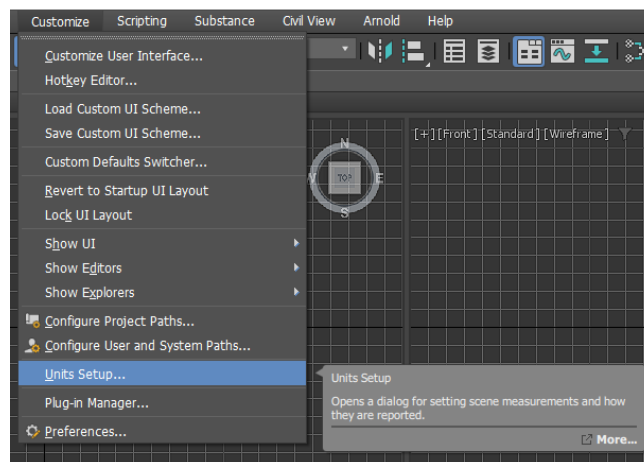 Customize Scripting Substance Civil View Arnold Help
Customize User Interface...
Hotkey Editor...
Load Custom UI Scheme...
Save Custom UI Scheme...
Custom Defaults Switcher...
Revert to Startup UI Layout
Lock UI Layout
Show UI
Show Editors
Show Explorers
Configure Project Paths...
Configure User and System Paths...
Units Setup...
Plug-in Manager...
Preferences...
N
TOP
E
S
[+] [Front] [Standard] [Wireframe]
Units Setup
Opens a dialog for setting scene measurements and how
they are reported.
More...